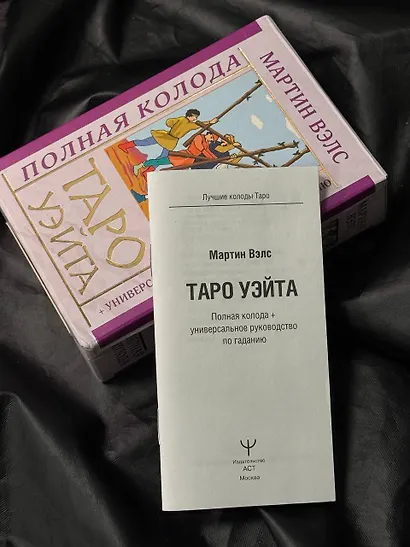 ПОЛНАЯ КОЛОДА
МАРТИН ВЭЛС
ТАРО
УЭЙТА
+ УНИВЕРС
Лучшие колоды Таро
Мартин Вэлс
ТАРО УЭЙТА
Полная колода +
универсальное руководство
по гаданию
Издательство
АСТ
Москва